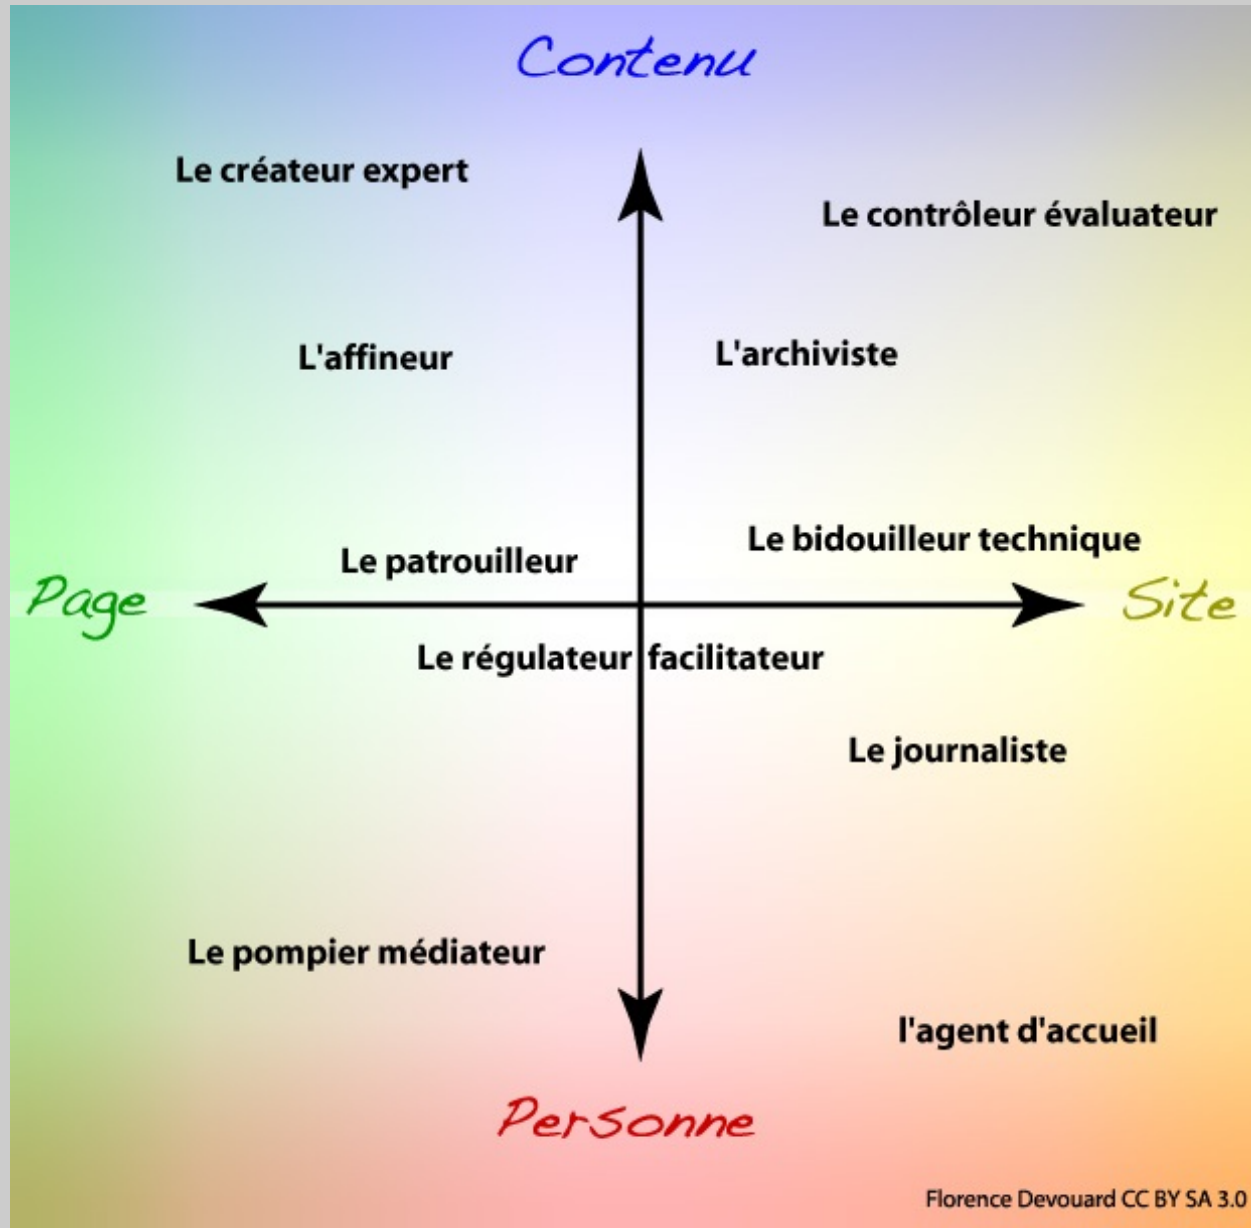 Contenu
Le créateur expert
Le contrôleur évaluateur
L'affineur
L'archiviste
Le patrouilleur
Le bidouilleur technique
Page
Site
Le régulateur facilitateur
Le journaliste
Le pompier médiateur
l'agent d'accueil
Personne
Florence Devouard CC BY SA 3.0